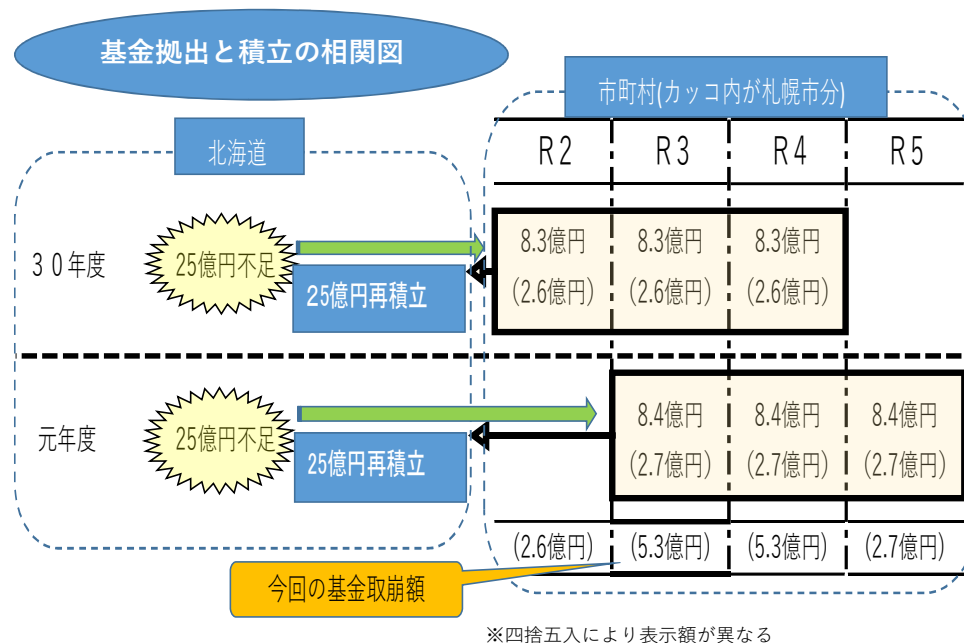 基金拠出と積立の相関図
市町村(カッコ内が札幌市分)
北海道
R2 R3 R4 R5
30年度
25億円不足
25億円再積立
8.3億円 8.3億円 8.3億円
(2.6億円) (2.6億円) (2.6億円)
元年度
25億円不足
25億円再積立
8.4億円 8.4億円 8.4億円
(2.7億円) (2.7億円) (2.7億円)
(2.6億円) (5.3億円) (5.3億円) (2.7億円)
今回の基金取崩額
※四捨五入により表示額が異なる